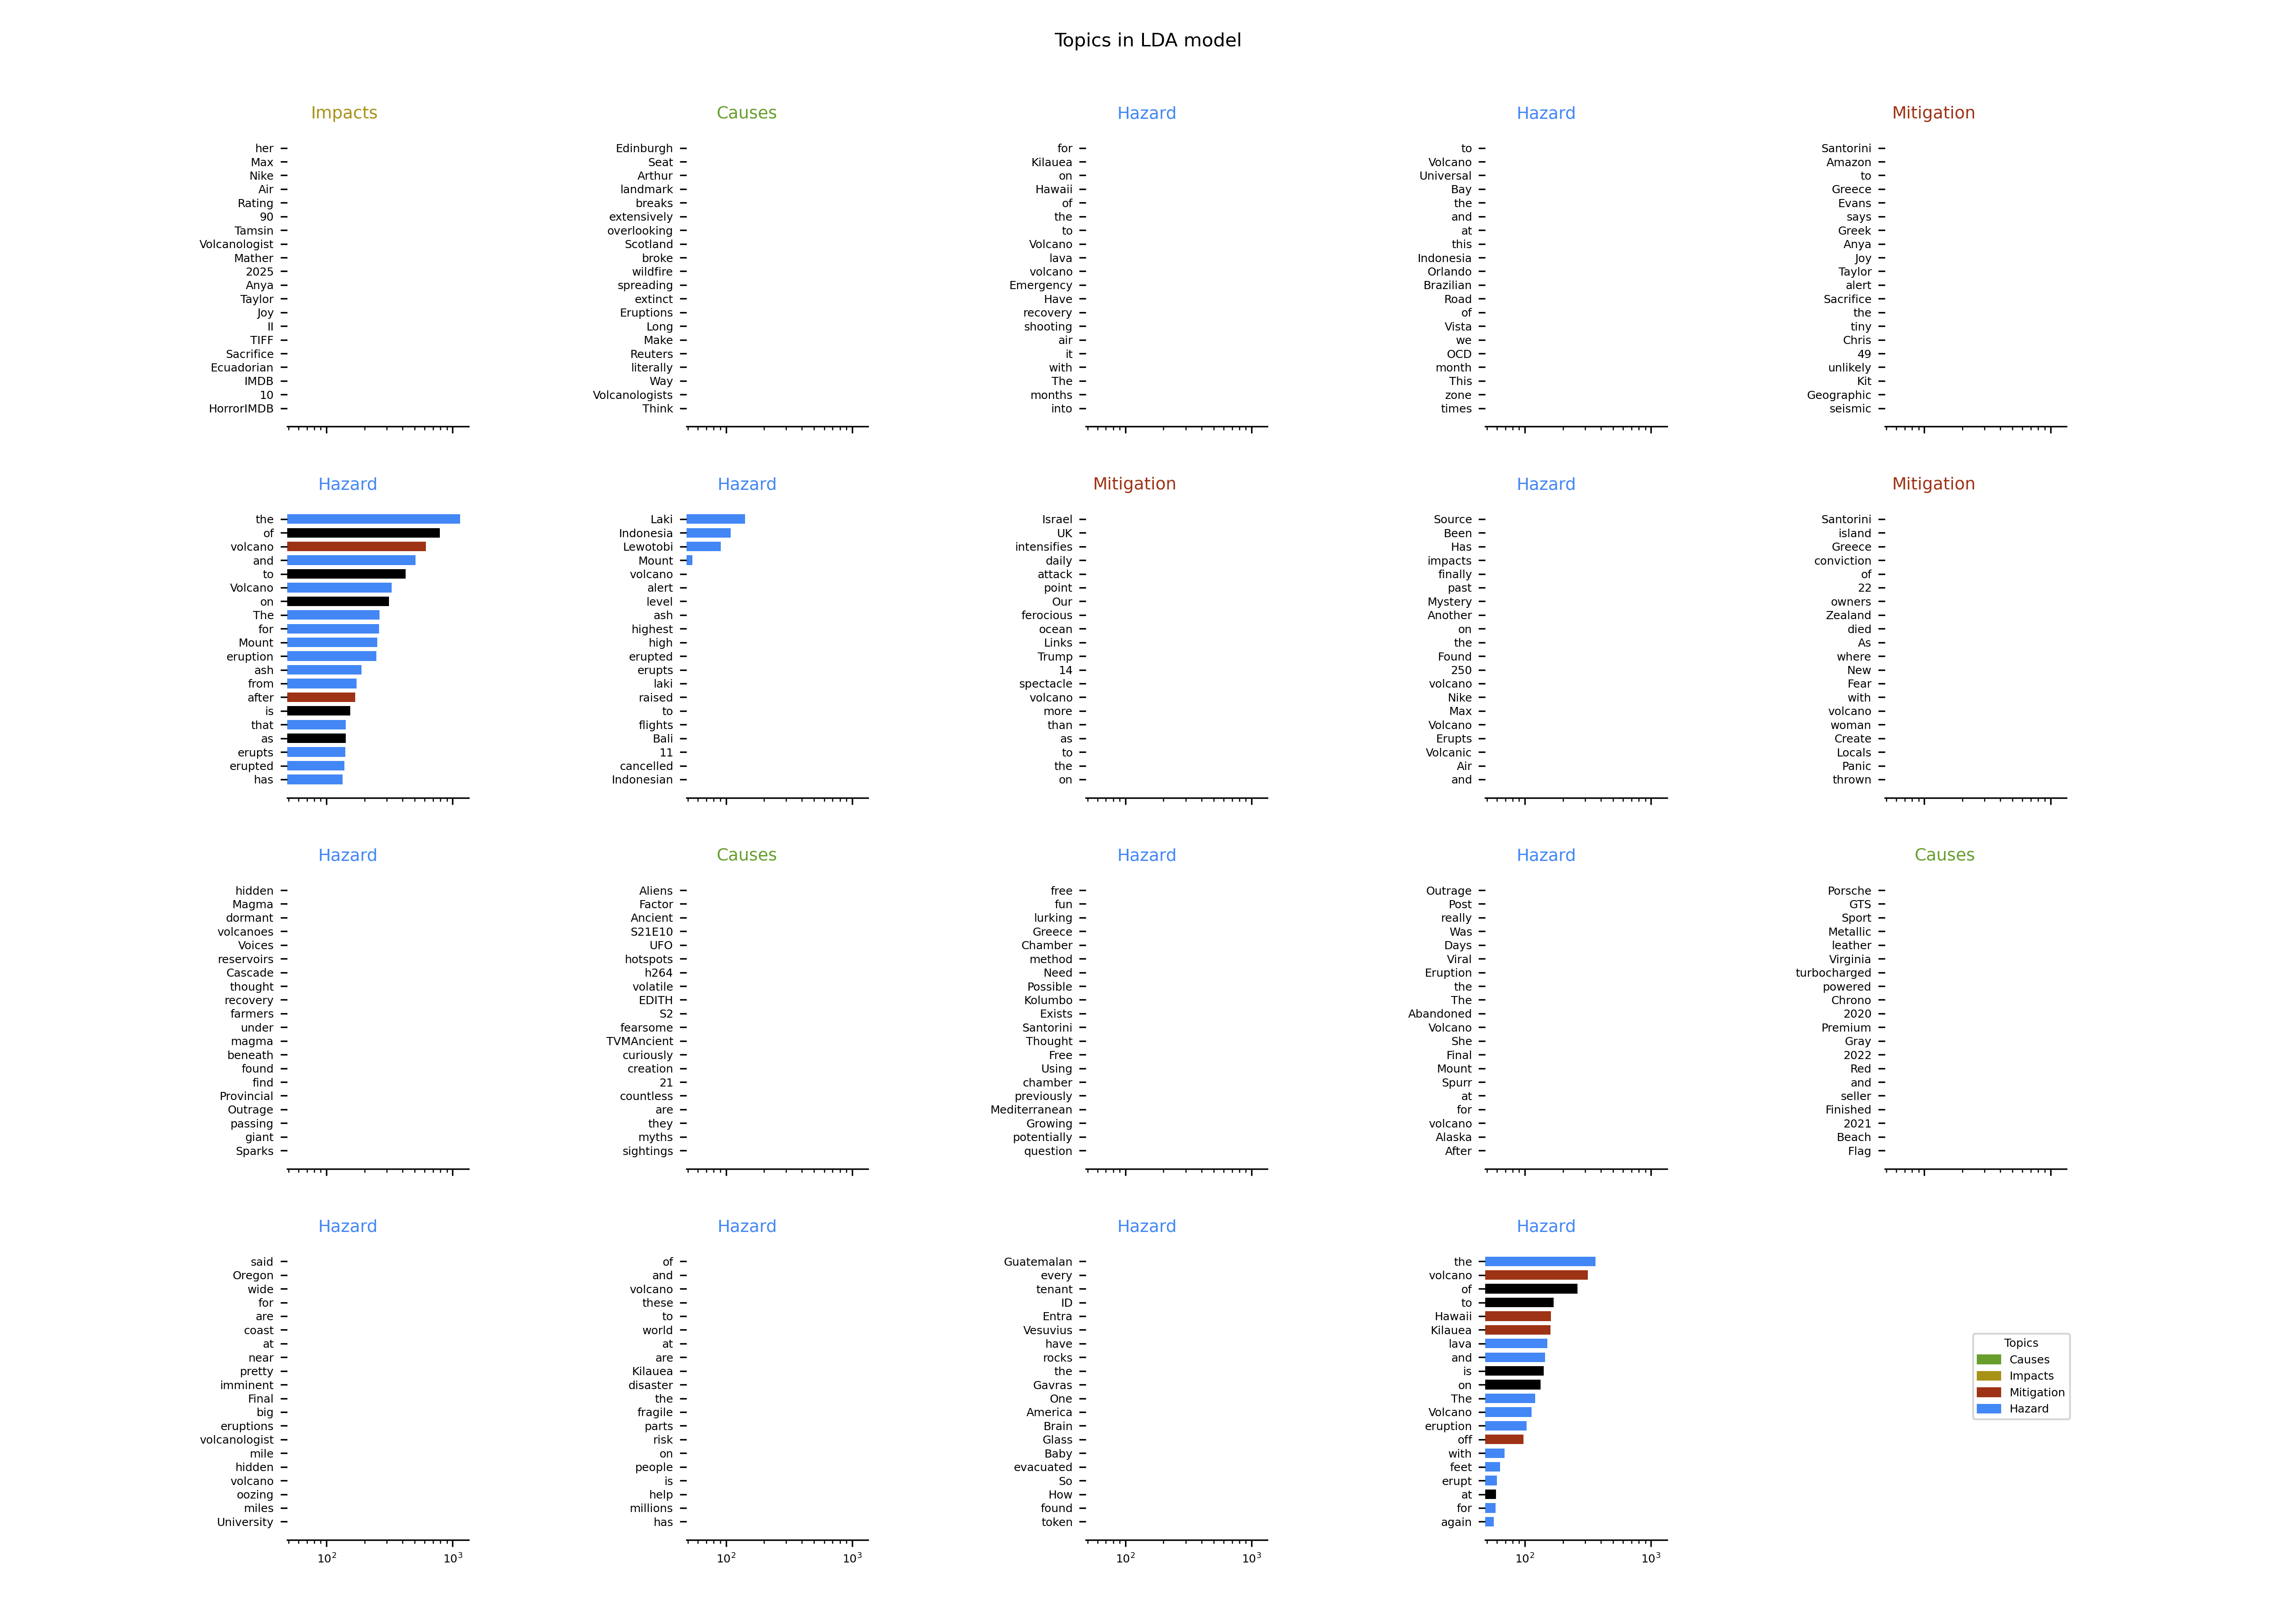 Topics in LDA model
Impacts
her
Max
Nike
Air
Rating
90
Tamsin
Volcanologist
Mather
2025
Anya
Taylor
Joy
II
TIFF
Sacrifice
Ecuadorian
IMDB
10
HorrorIMDB
Causes
Edinburgh
Seat
Arthur
landmark
breaks
extensively
overlooking
Scotland
broke
wildfire
spreading
extinct
Eruptions
Long
Make
Reuters
literally
Way
Volcanologists
Think
Hazard
for
Kilauea
on
Hawaii
of
the
to
Volcano
lava
volcano
Emergency
Have
recovery
shooting
air
it
with
The
months
into
Hazard
to
Volcano
Universal
Bay
the
and
at
this
Indonesia
Orlando
Brazilian
Road
of
Vista
we
OCD
month
This
zone
times
Mitigation
Santorini
Amazon
to
Greece
Evans
says
Greek
Anya
Joy
Taylor
alert
Sacrifice
the
tiny
Chris
49
unlikely
Kit
Geographic
seismic
Hazard
the
of
volcano
and
to
Volcano
on
The
for
Mount
eruption
ash
from
after
is
that
as
erupts
erupted
has
Hazard
Laki
Indonesia
Lewotobi
Mount
volcano
alert
level
ash
highest
high
erupted
erupts
laki
raised
to
flights
Bali
11
cancelled
Indonesian
Mitigation
Israel
UK
intensifies
daily
attack
point
Our
ferocious
ocean
Links
Trump
14
spectacle
volcano
more
than
as
to
the
on
Hazard
Source
Been
Has
impacts
finally
past
Mystery
Another
on
the
Found
250
volcano
Nike
Max
Volcano
Erupts
Volcanic
Air
and
Mitigation
Santorini
island
Greece
conviction
of
22
owners
Zealand
died
As
where
New
Fear
with
volcano
woman
Create
Locals
Panic
thrown
Hazard
hidden
Magma
dormant
volcanoes
Voices
reservoirs
Cascade
thought
recovery
farmers
under
magma
beneath
found
find
Provincial
Outrage
passing
giant
Sparks
Causes
Aliens
Factor
Ancient
S21E10
UFO
hotspots
h264
volatile
EDITH
S2
fearsome
TVMAncient
curiously
creation
21
countless
are
they
myths
sightings
Hazard
free
fun
lurking
Greece
Chamber
method
Need
Possible
Kolumbo
Exists
Santorini
Thought
Free
Using
chamber
previously
Mediterranean
Growing
potentially
question
Hazard
Outrage
Post
really
Was
Days
Viral
Eruption
the
The
Abandoned
Volcano
She
Final
Mount
Spurr
at
for
volcano
Alaska
After
Causes
Porsche
GTS
Sport
Metallic
leather
Virginia
turbocharged
powered
Chrono
2020
Premium
Gray
2022
Red
and
seller
Finished
2021
Beach
Flag
Hazard
said
Oregon
wide
for
are
coast
at
near
pretty
imminent
Final
big
eruptions
volcanologist
mile
hidden
volcano
oozing
miles
University
10² 10³
Hazard
of
and
volcano
these
to
world
at
are
Kilauea
disaster
the
fragile
parts
risk
on
people
is
help
millions
has
10² 10³
Hazard
Guatemalan
every
tenant
ID
Entra
Vesuvius
have
rocks
the
Gavras
One
America
Brain
Glass
Baby
evacuated
So
How
found
token
10² 10³
Hazard
the
volcano
of
to
Hawaii
Kilauea
lava
and
is
on
The
Volcano
eruption
off
with
feet
erupt
at
for
again
10² 10³
Topics
Causes
Impacts
Mitigation
Hazard